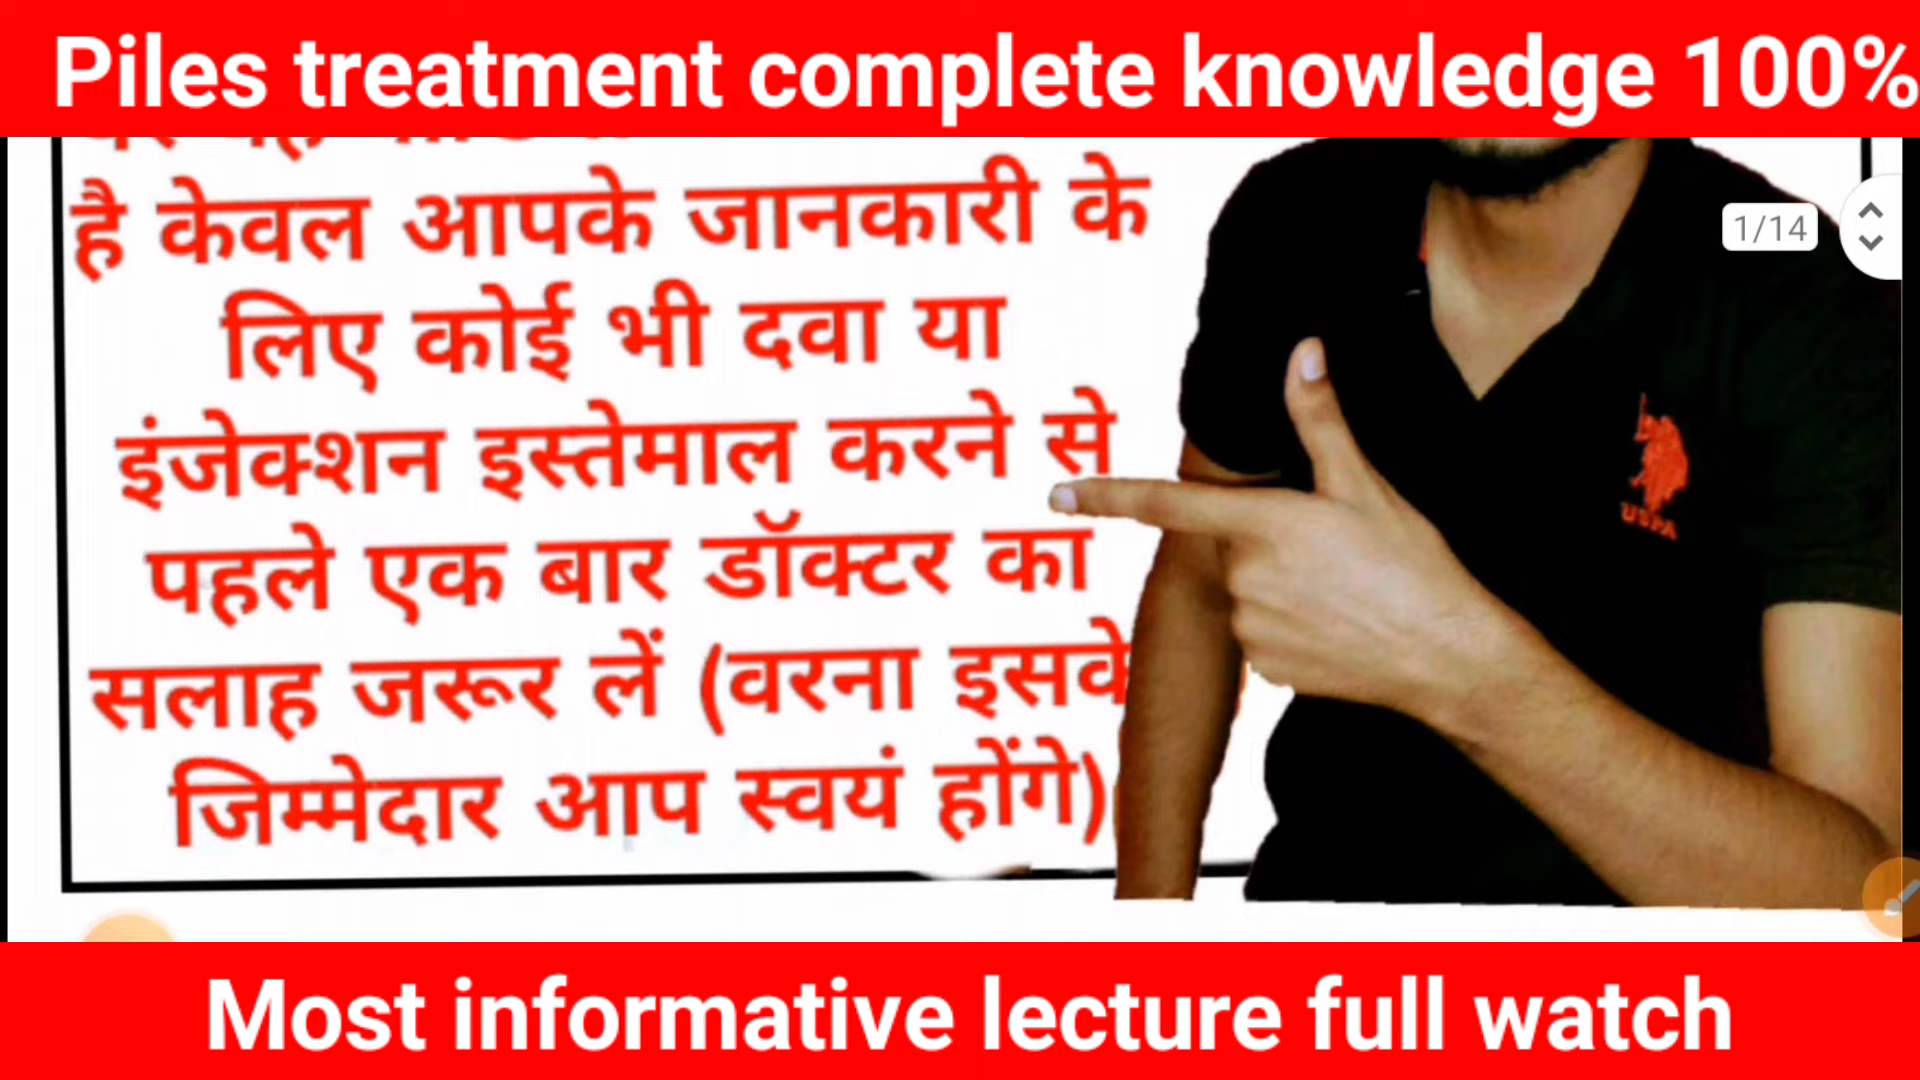 Piles treatment complete knowledge 100%
है केवल आपके जानकारी के
1/14
लिए कोई भी दवा या
इंजेक्शन इस्तेमाल करने से
USPA
पहले एक बार डॉक्टर का
सलाह जरूर लें (वरना इसके
जिम्मेदार आप स्वयं होंगे)
Most informative lecture full watch